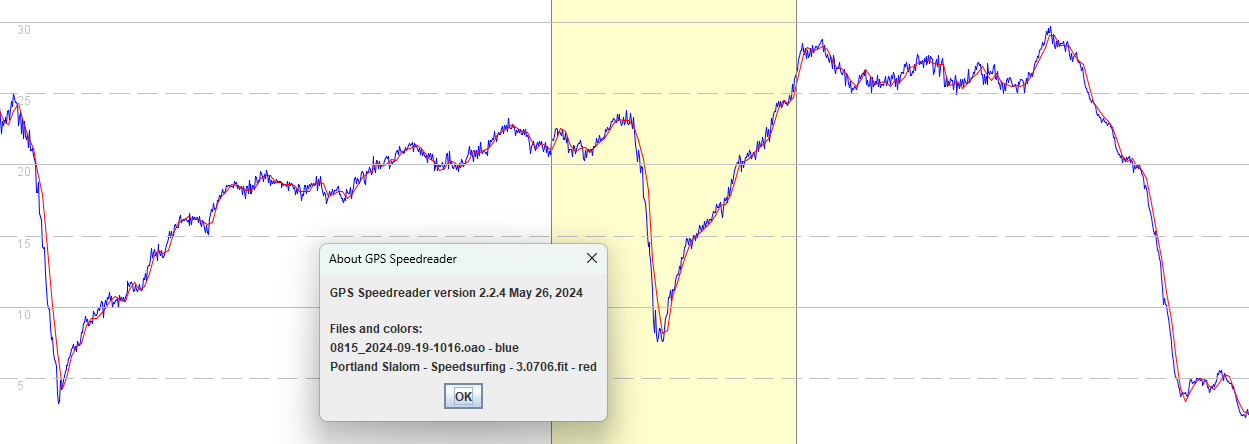 30
25
20
15
10
5
About GPS Speedreader
GPS Speedreader version 2.2.4 May 26, 2024
Files and colors:
0815_2024-09-19-1016.oao - blue
Portland Slalom - Speedsurfing - 3.0706.fit - red
OK